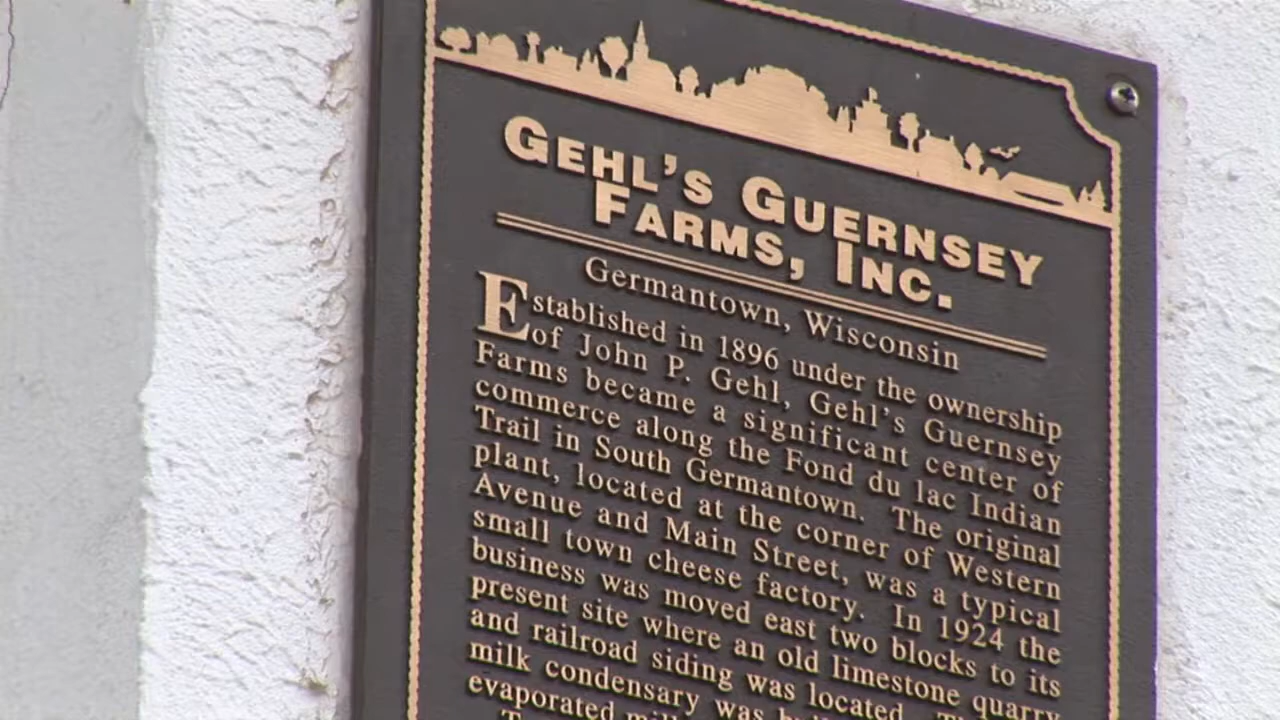 GEHL'S GUERNSEY
FARMS, INC.
Germantown, Wisconsin
Established in 1896 under the ownership
of John P. Gehl, Gehl's Guernsey
Farms became a significant center of
commerce along the Fond du lac Indian
Trail in South Germantown. The original
plant, located at the corner of Western
Avenue and Main Street, was a typical
small town cheese factory. In 1924 the
business was moved east two blocks to its
present site where an old limestone quarry
and railroad siding was located.
milk condensary was
evaporated